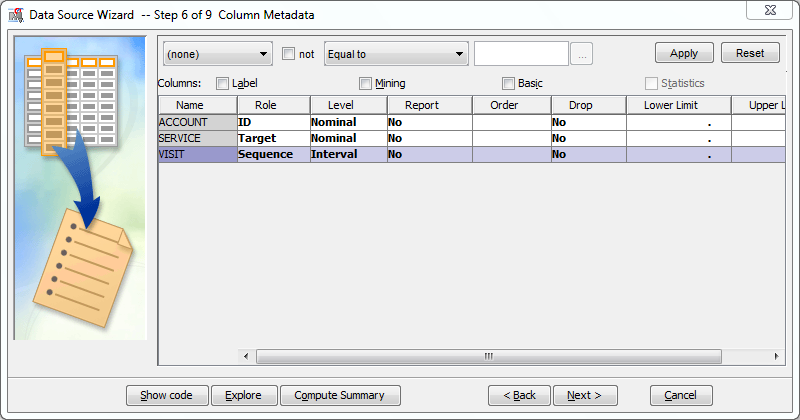 Data Source Wizard -- Step 6 of 9 Column Metadata
(none) not Equal to ... Apply Reset
Columns: Label Mining Basic Statistics
Name Role Level Report Order Drop Lower Limit Upper L
ACCOUNT ID Nominal No No .
SERVICE Target Nominal No No .
VISIT Sequence Interval No No .
Show code Explore Compute Summary < Back Next > Cancel